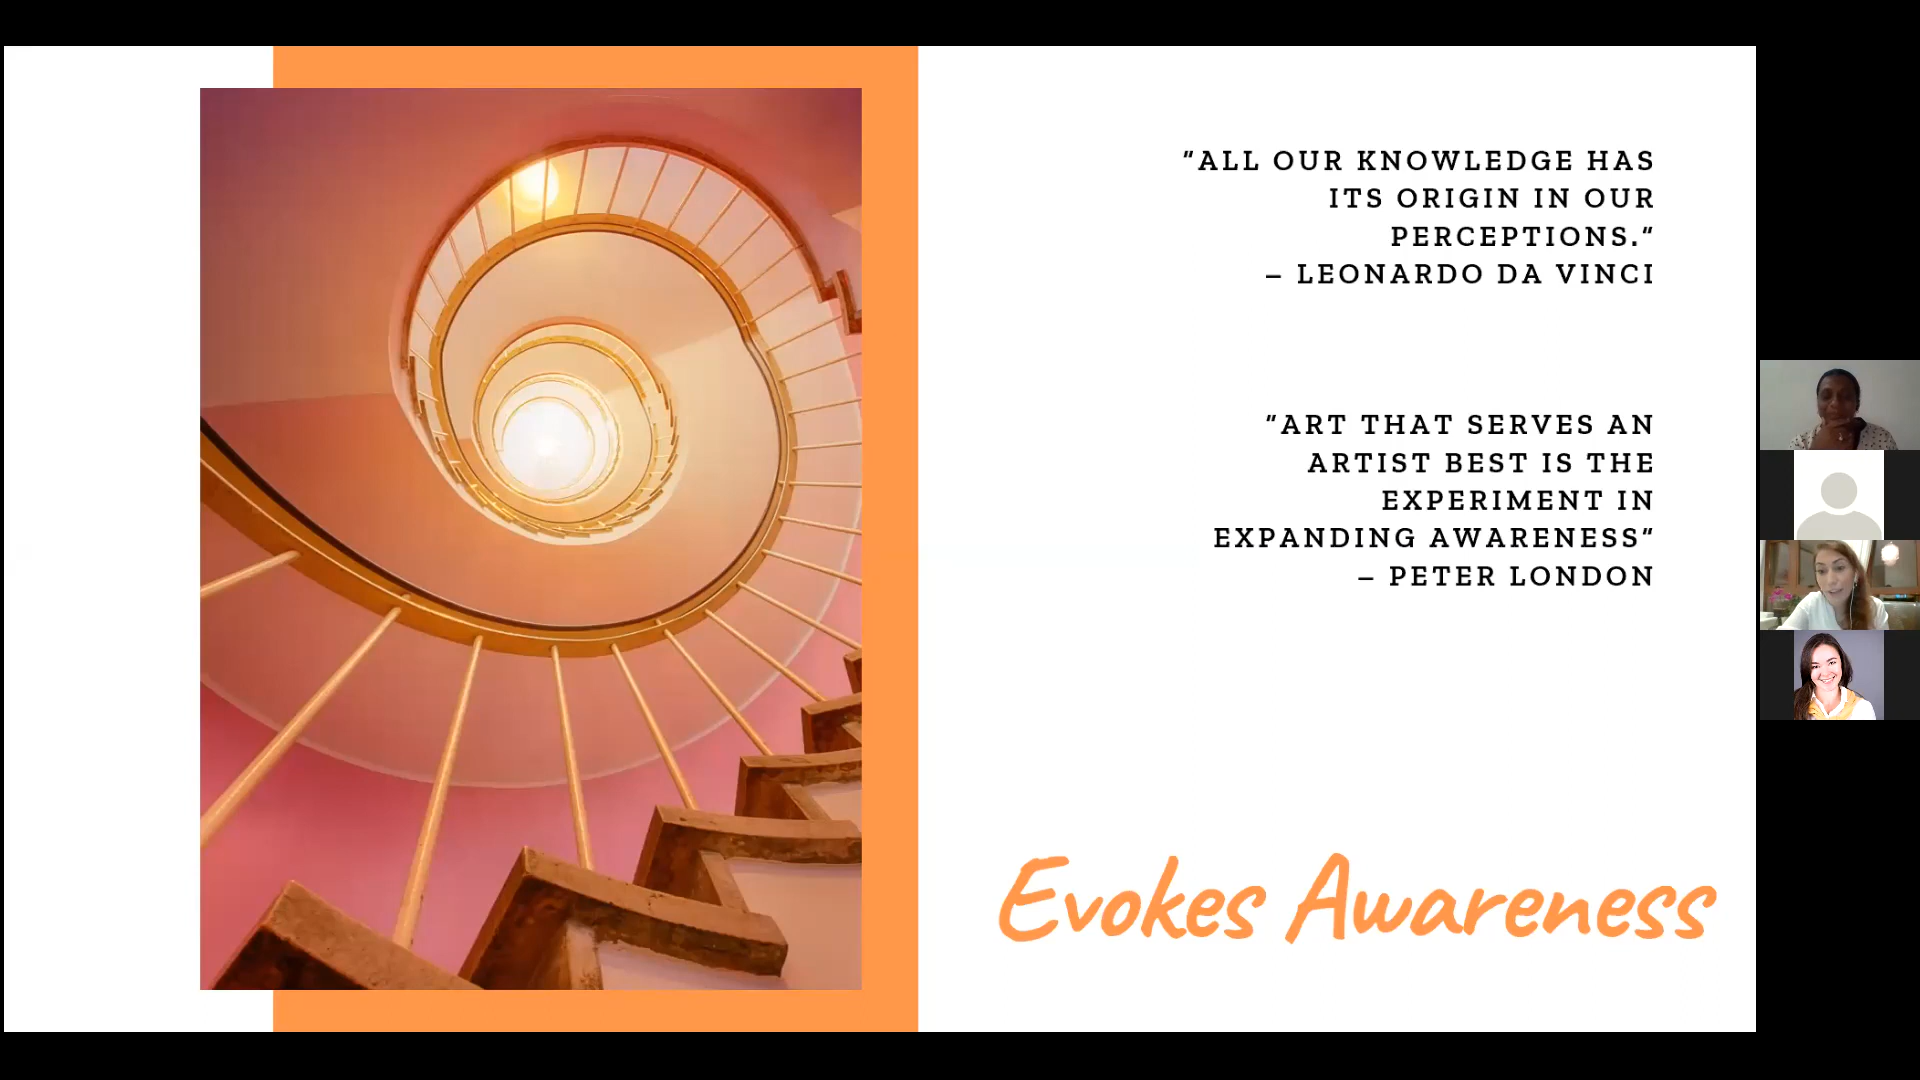 "ALL OUR KNOWLEDGE HAS
ITS ORIGIN IN OUR
PERCEPTIONS."
– LEONARDO DA VINCI
"ART THAT SERVES AN
ARTIST BEST IS THE
EXPERIMENT IN
EXPANDING AWARENESS"
– PETER LONDON
Evokes Awareness